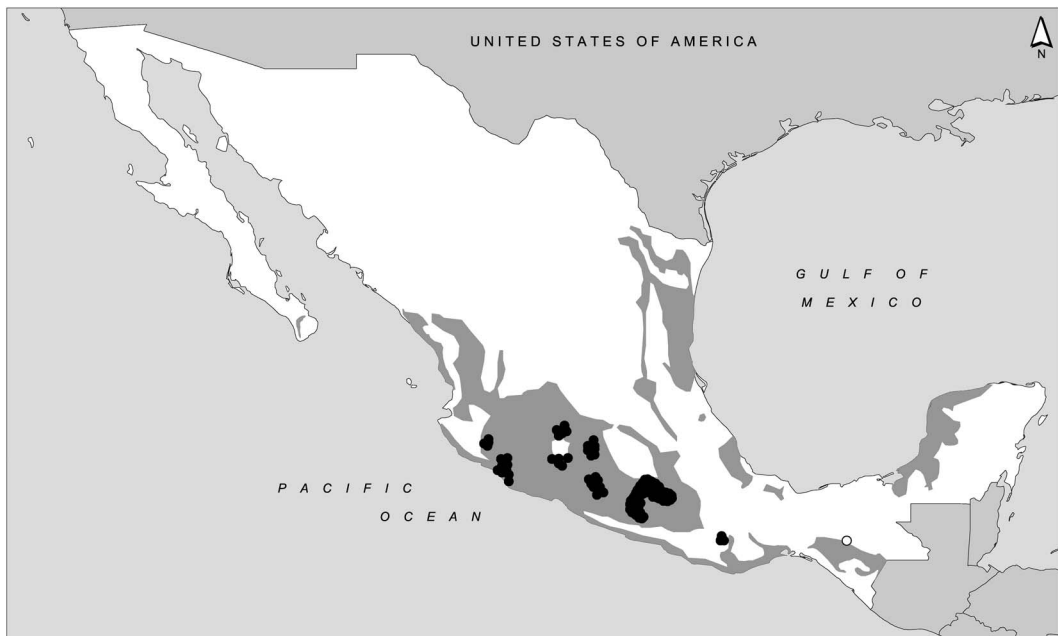 UNITED STATES OF AMERICA
N
GULF OF
MEXICO
PACIFIC
OCEAN